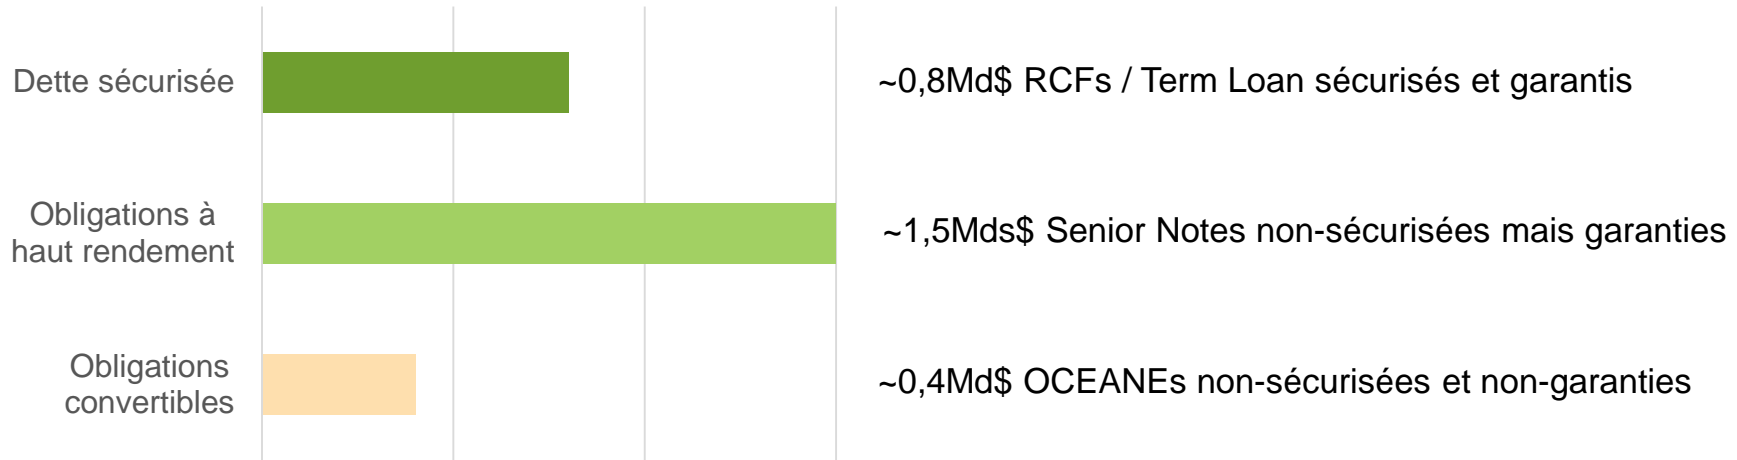 Dette sécurisée
~0,8Md$ RCFs / Term Loan sécurisés et garantis
Obligations à
haut rendement
~1,5Mds$ Senior Notes non-sécurisées mais garanties
Obligations
convertibles
~0,4Md$ OCEANEs non-sécurisées et non-garanties